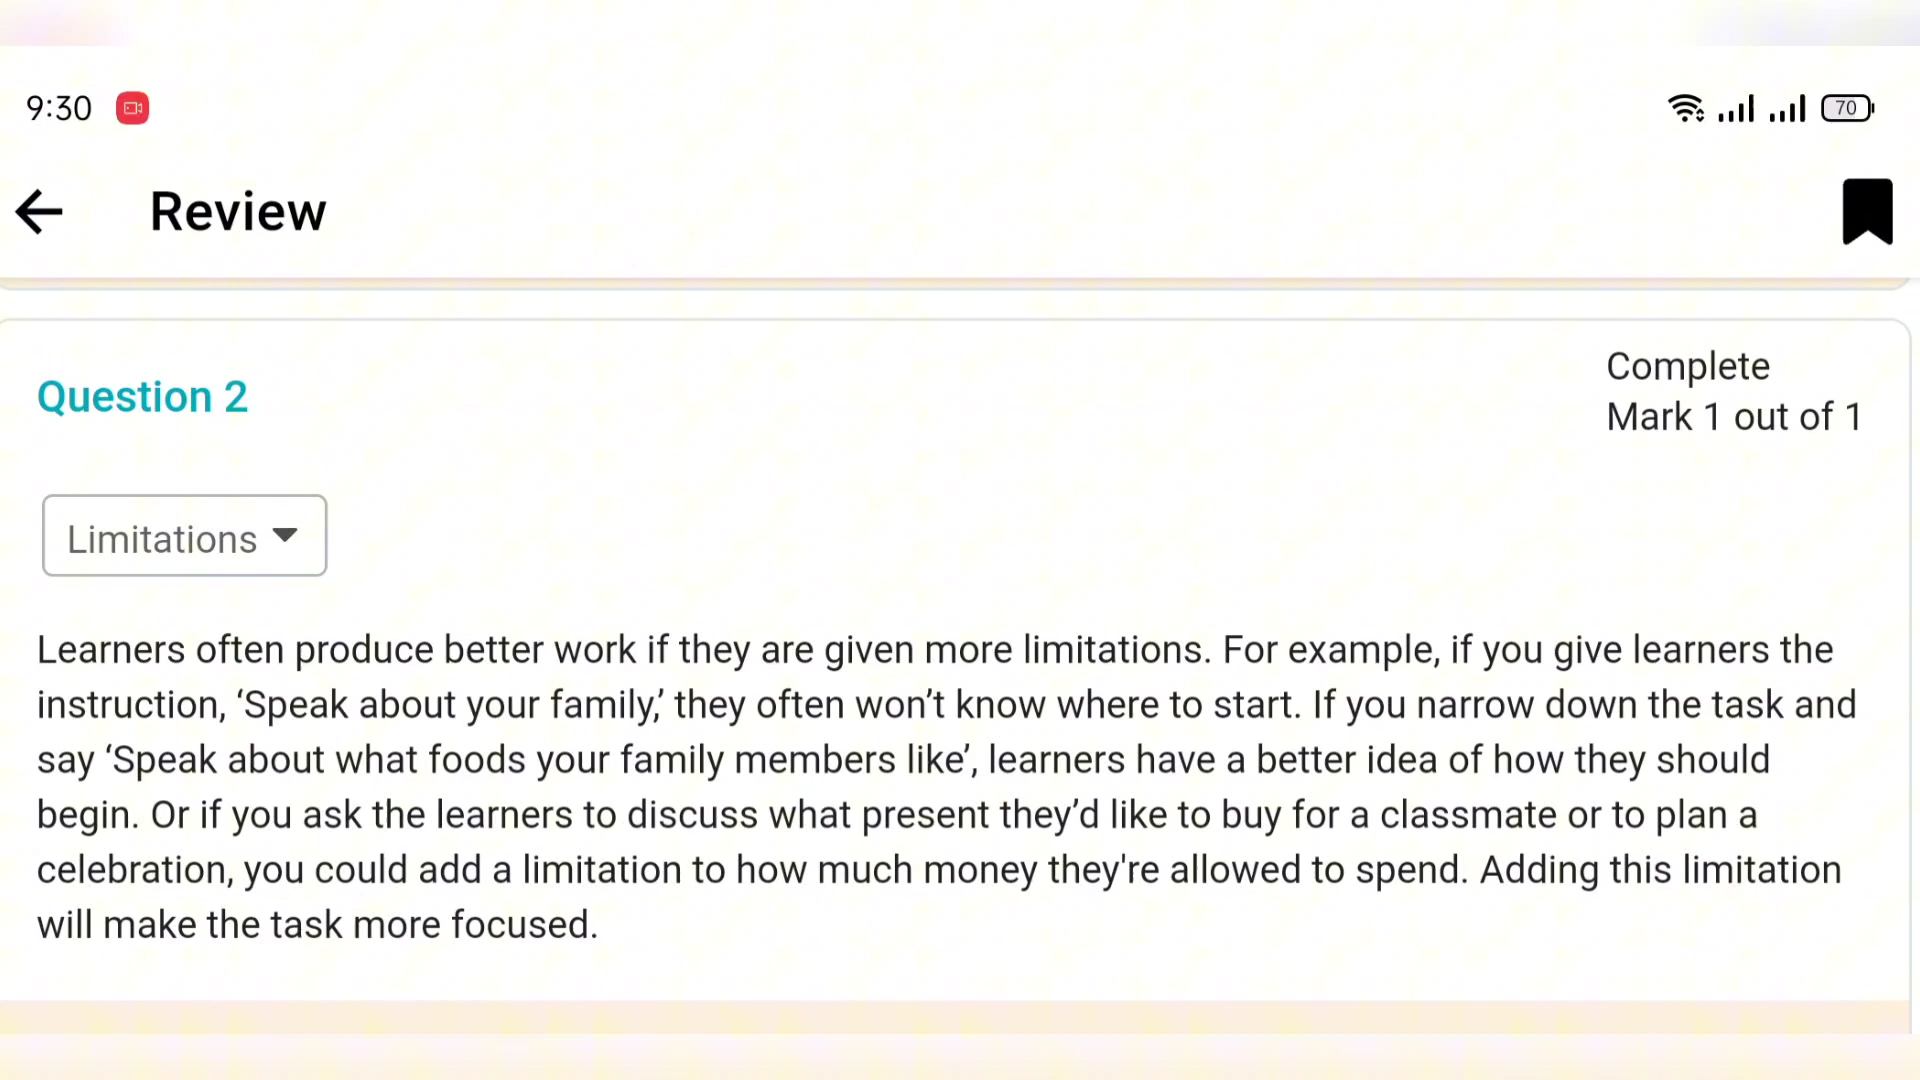 9:30
70
Review
Question 2
Complete
Mark 1 out of 1
Limitations
Learners often produce better work if they are given more limitations. For example, if you give learners the
instruction, ‘Speak about your family,’ they often won’t know where to start. If you narrow down the task and
say ‘Speak about what foods your family members like’, learners have a better idea of how they should
begin. Or if you ask the learners to discuss what present they’d like to buy for a classmate or to plan a
celebration, you could add a limitation to how much money they're allowed to spend. Adding this limitation
will make the task more focused.